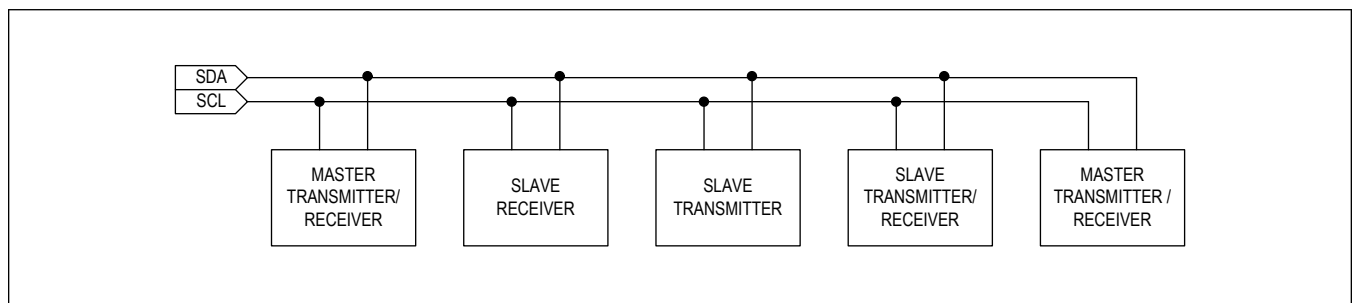 SDA
SCL
MASTER
TRANSMITTER/
RECEIVER
SLAVE
RECEIVER
SLAVE
TRANSMITTER
SLAVE
TRANSMITTER/
RECEIVER
MASTER
TRANSMITTER /
RECEIVER